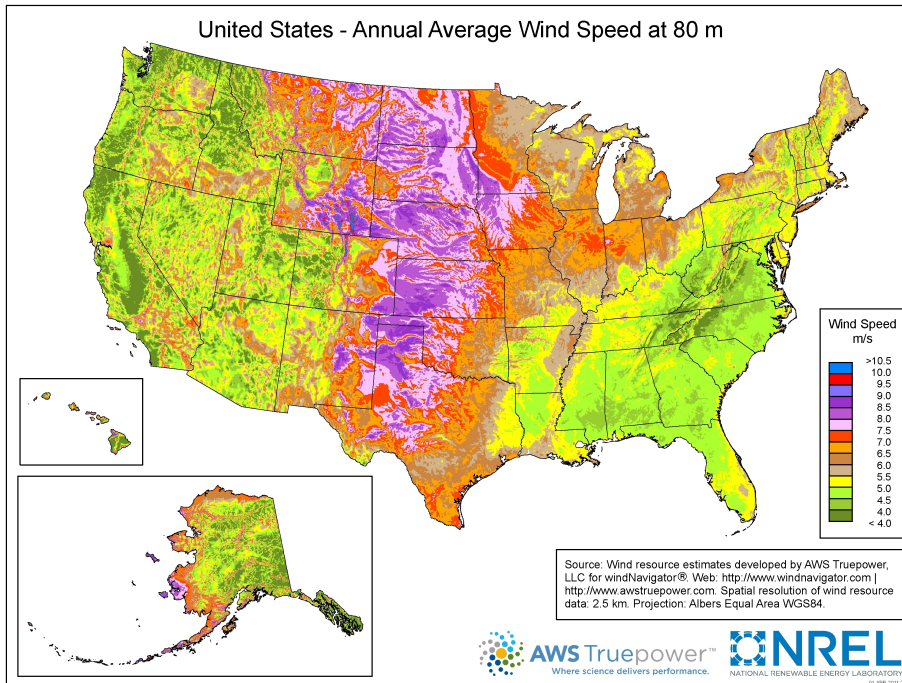 United States - Annual Average Wind Speed at 80 m
Wind Speed
m/s
>10.5
10.0
9.5
9.0
8.5
8.0
7.5
7.0
6.5
6.0
5.5
5.0
4.5
4.0
< 4.0
Source: Wind resource estimates developed by AWS Truepower,
LLC for windNavigator®. Web: http://www.windnavigator.com |
http://www.awstruepower.com. Spatial resolution of wind resource
data: 2.5 km. Projection: Albers Equal Area WGS84.
AWS Truepower™
Where science delivers performance.
NREL
NATIONAL RENEWABLE ENERGY LABORATORY